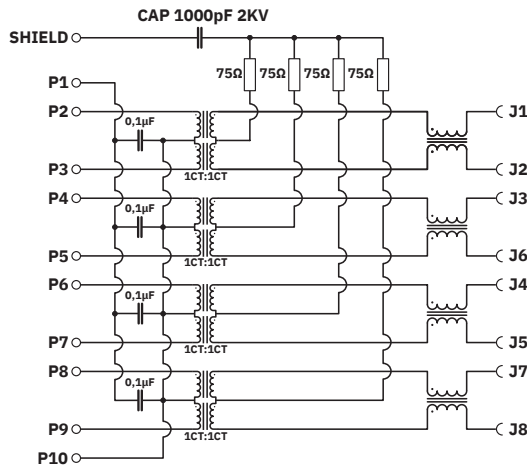 CAP 1000pF 2KV
SHIELD
75Ω 75Ω 75Ω 75Ω
P1
P2 J1
0,1µF
P3 J2
1CT:1CT
P4 J3
0,1µF
P5 J6
1CT:1CT
P6 J4
0,1µF
P7 J5
1CT:1CT
P8 J7
0,1µF
P9 J8
1CT:1CT
P10